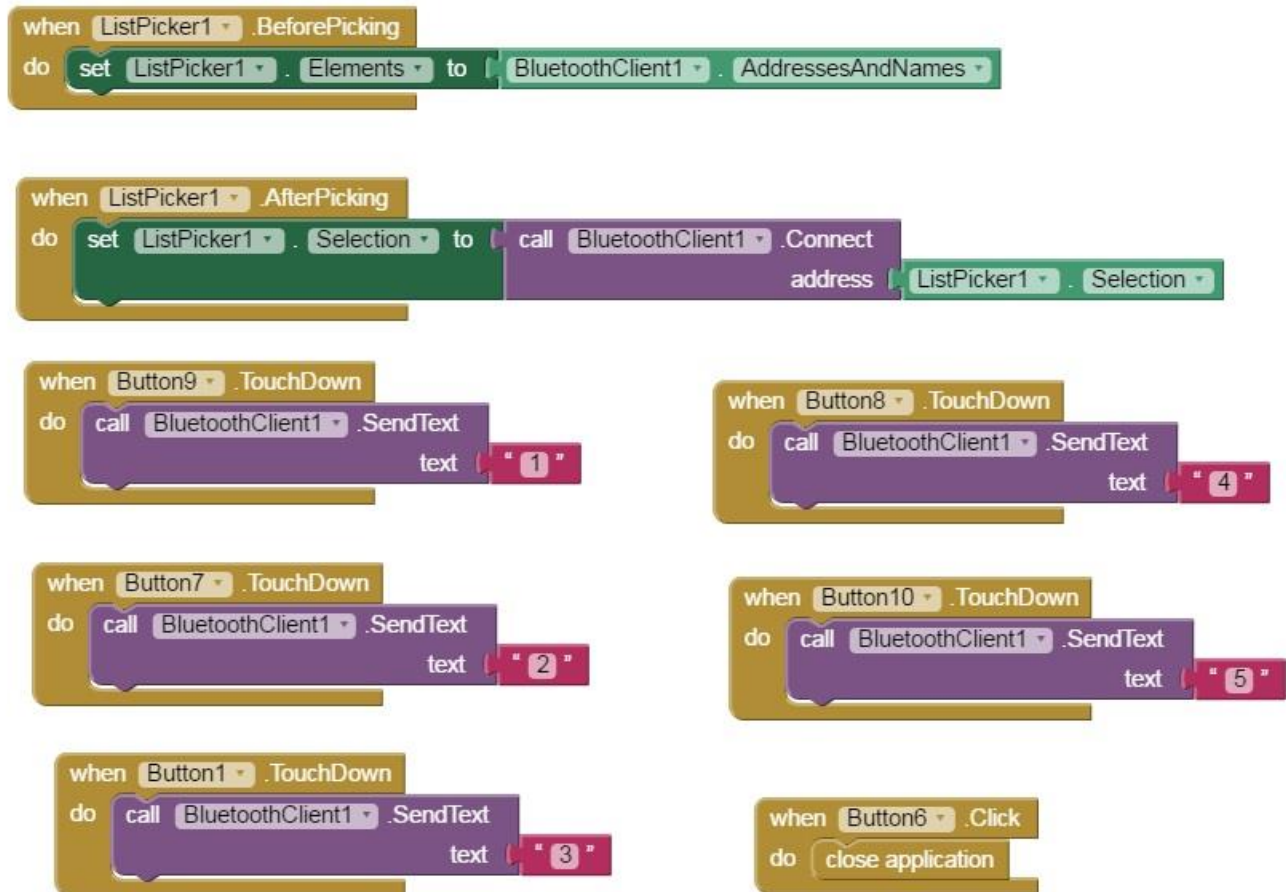 when ListPicker1 .BeforePicking
do set ListPicker1 . Elements to BluetoothClient1 . AddressesAndNames
when ListPicker1 .AfterPicking
do set ListPicker1 . Selection to call BluetoothClient1 .Connect
address ListPicker1 . Selection
when Button9 .TouchDown
do call BluetoothClient1 .SendText
text " 1 "
when Button8 .TouchDown
do call BluetoothClient1 .SendText
text " 4 "
when Button7 .TouchDown
do call BluetoothClient1 .SendText
text " 2 "
when Button10 .TouchDown
do call BluetoothClient1 .SendText
text " 5 "
when Button1 .TouchDown
do call BluetoothClient1 .SendText
text " 3 "
when Button6 .Click
do close application